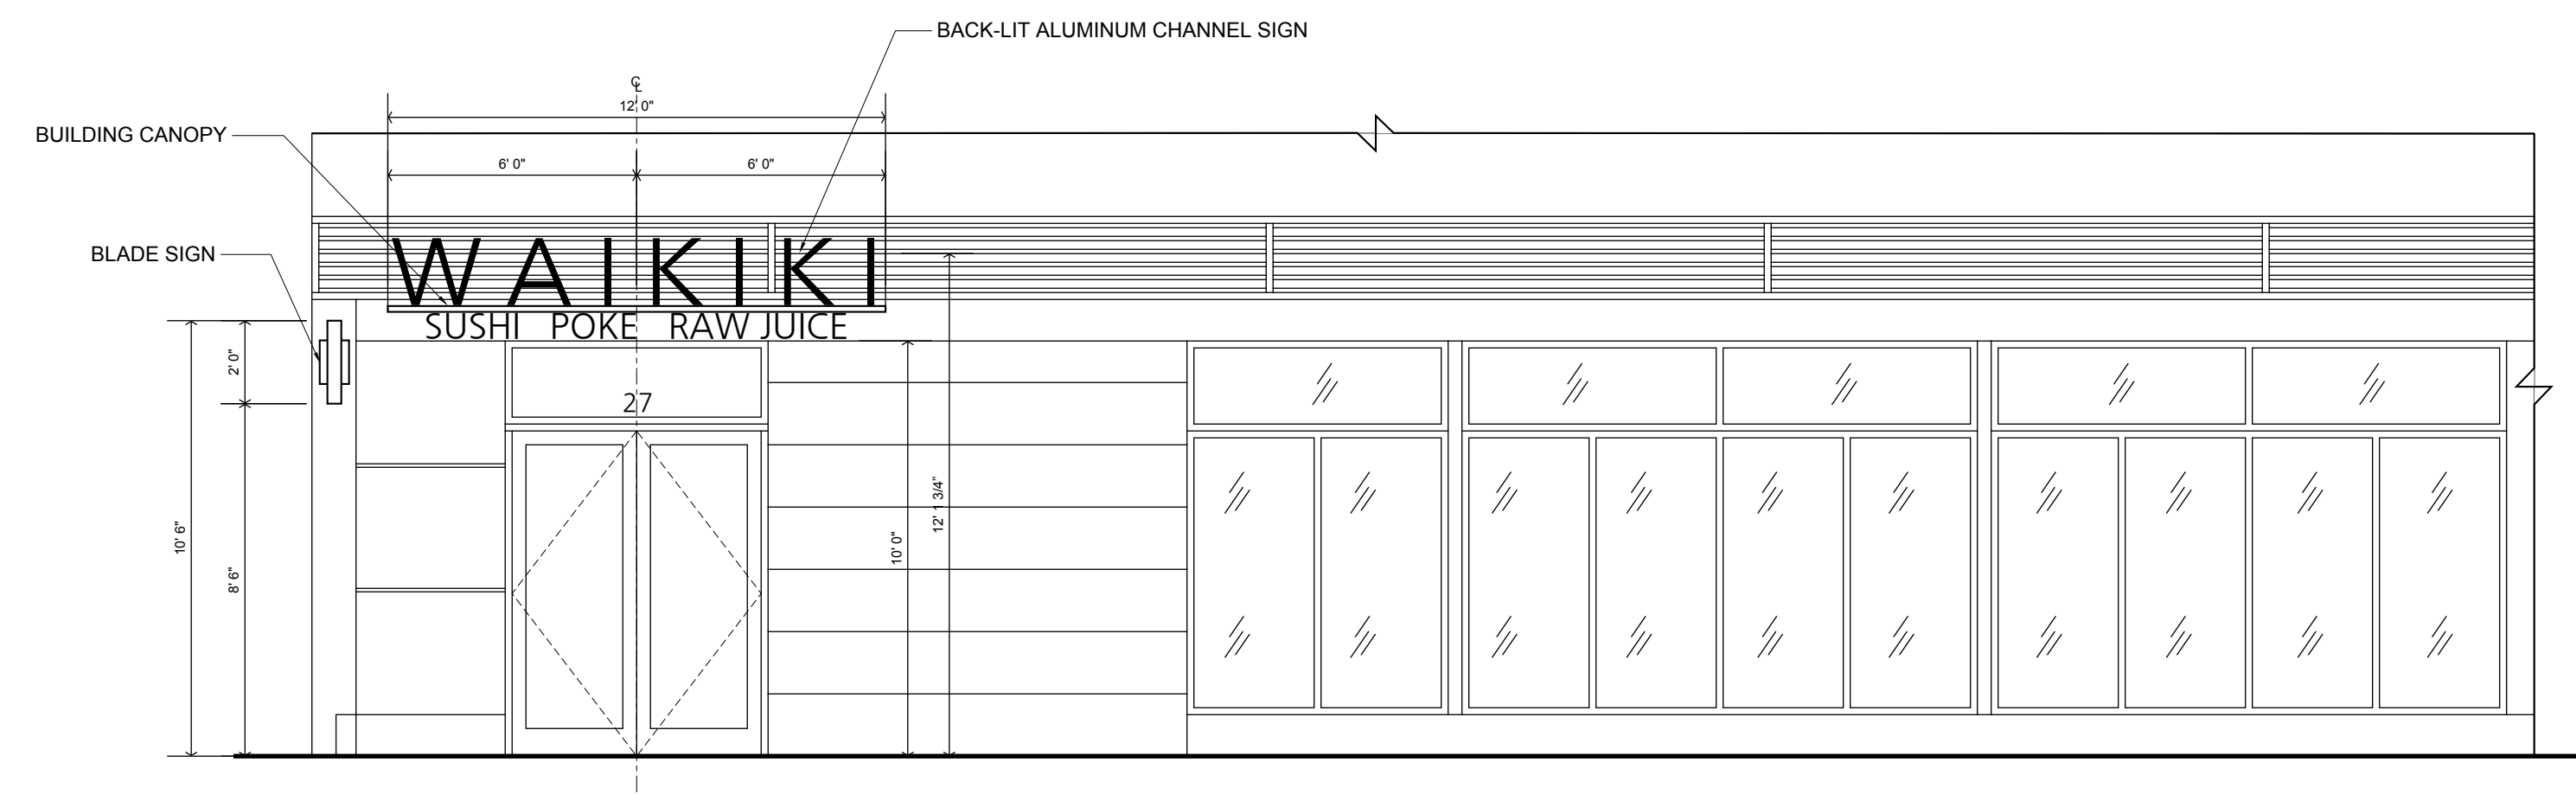 BACK-LIT ALUMINUM CHANNEL SIGN
℄
12' 0"
BUILDING CANOPY
6' 0" 6' 0"
BLADE SIGN
WAIKIKI
SUSHI POKE RAW JUICE
2' 0"
27
10' 6"
8' 6"
10' 0"
12' 1 3/4"